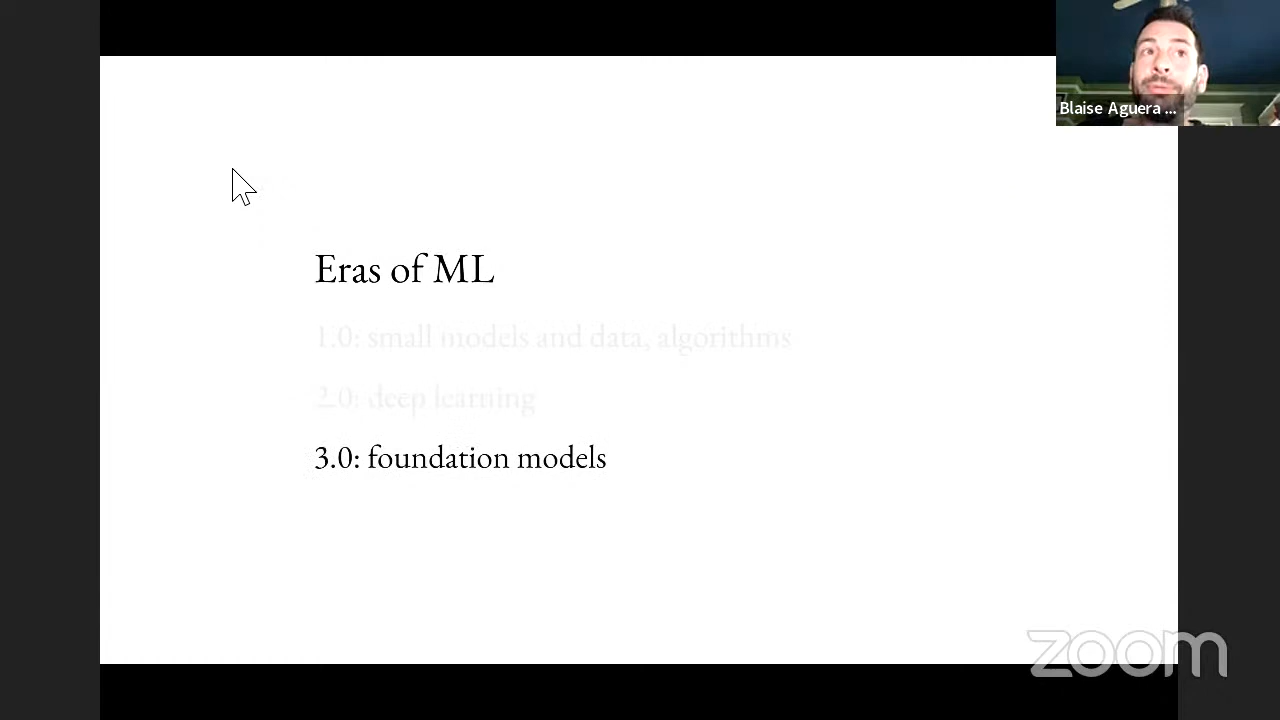 Blaise Aguera ...
Eras of ML
1.0: small models and data, algorithms
2.0: deep learning
3.0: foundation models
zoom